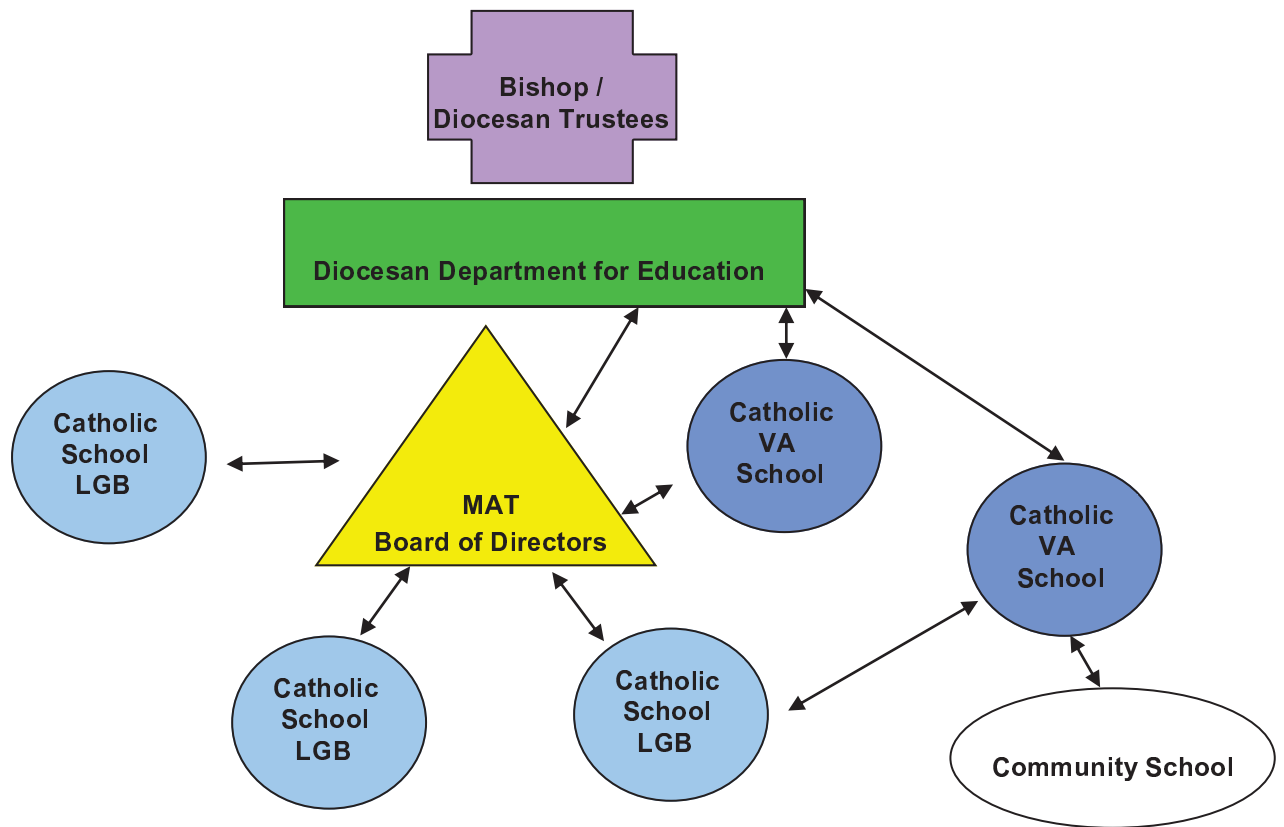 Bishop /
Diocesan Trustees
Diocesan Department for Education
Catholic
School
LGB
MAT
Board of Directors
Catholic
VA
School
Catholic
VA
School
Catholic
School
LGB
Catholic
School
LGB
Community School